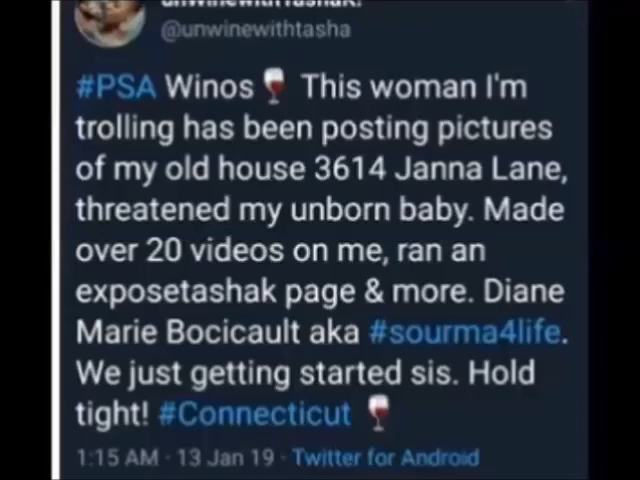 @unwinewithtasha
#PSA Winos🍷 This woman I'm
trolling has been posting pictures
of my old house 3614 Janna Lane,
threatened my unborn baby. Made
over 20 videos on me, ran an
exposetashak page & more. Diane
Marie Bocicault aka #sourma4life.
We just getting started sis. Hold
tight! #Connecticut 🍷
1:15 AM · 13 Jan 19 · Twitter for Android